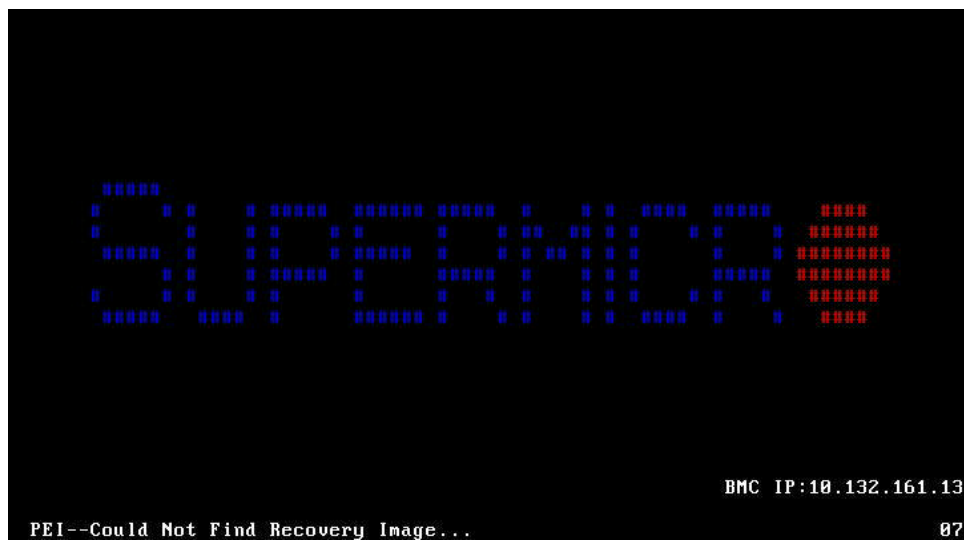 SUPERMICRO
BMC IP:10.132.161.13
PEI--Could Not Find Recovery Image...
07